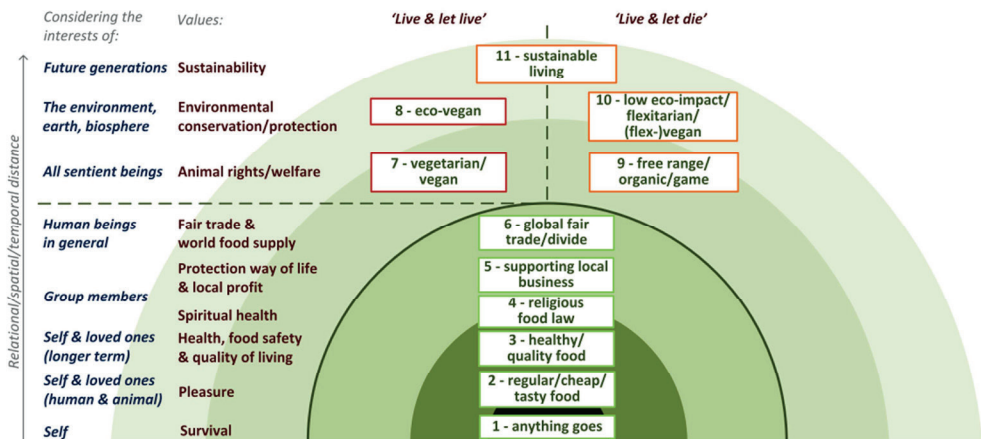 Considering the
interests of:
Values:
‘Live & let live’
‘Live & let die’
Relational/spatial/temporal distance
Future generations
Sustainability
11 - sustainable
living
The environment,
earth, biosphere
Environmental
conservation/protection
8 - eco-vegan
10 - low eco-impact/
flexitarian/
(flex-)vegan
All sentient beings
Animal rights/welfare
7 - vegetarian/
vegan
9 - free range/
organic/game
Human beings
in general
Fair trade &
world food supply
6 - global fair
trade/divide
Group members
Protection way of life
& local profit
5 - supporting local
business
Spiritual health
4 - religious
food law
Self & loved ones
(longer term)
Health, food safety
& quality of living
3 - healthy/
quality food
Self & loved ones
(human & animal)
Pleasure
2 - regular/cheap/
tasty food
Self
Survival
1 - anything goes